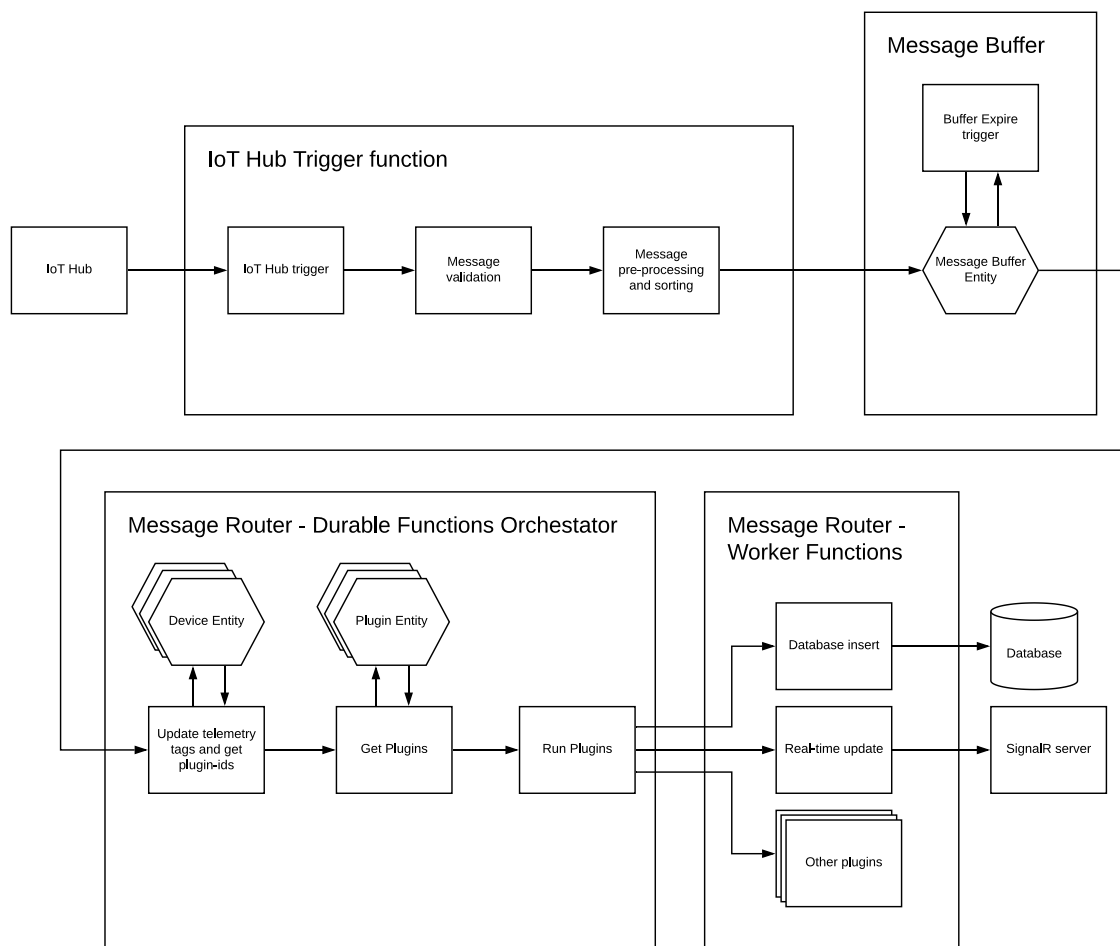 Message Buffer
Buffer Expire
trigger
IoT Hub Trigger function
IoT Hub
IoT Hub trigger
Message
validation
Message
pre-processing
and sorting
Message Buffer
Entity
Message Router - Durable Functions Orchestator
Device Entity
Plugin Entity
Update telemetry
tags and get
plugin-ids
Get Plugins
Run Plugins
Message Router -
Worker Functions
Database insert
Database
Real-time update
SignalR server
Other plugins